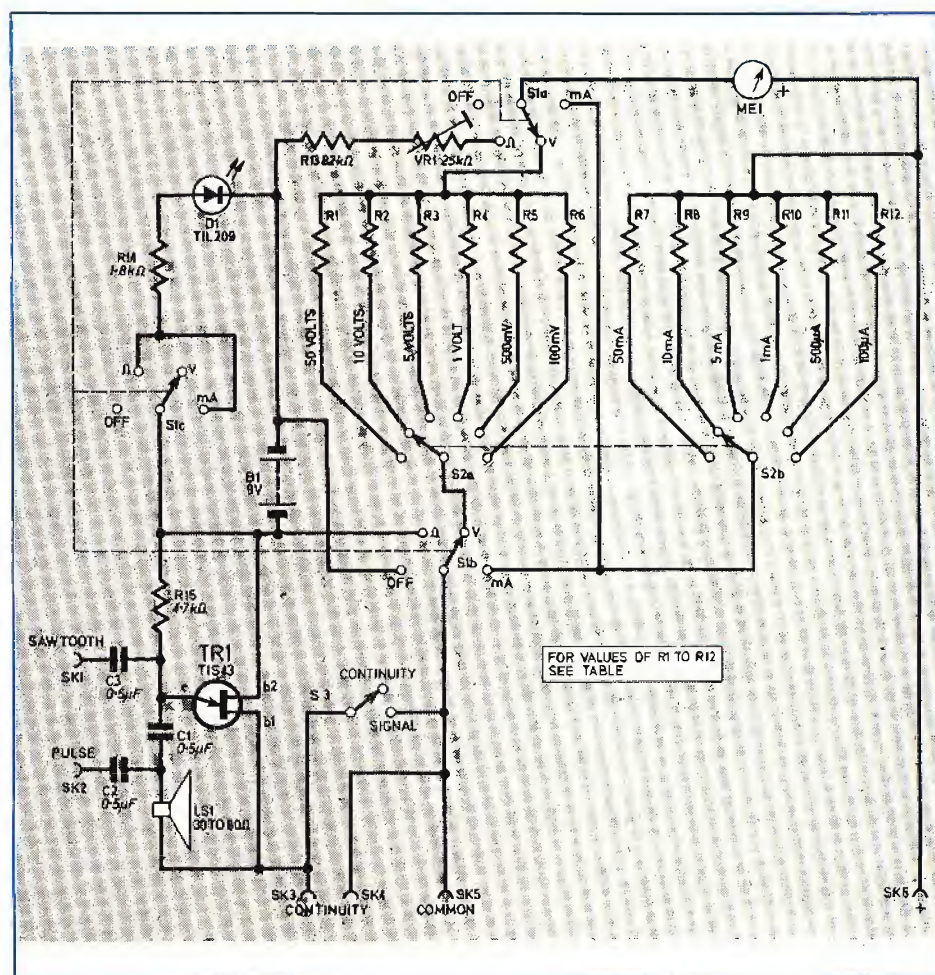 OFF
S1a
mA
ME1
+
R13 8·2kΩ
VR1 25kΩ
Ω
V
D1
TIL209
R1
R2
R3
R4
R5
R6
R7
R8
R9
R10
R11
R12
R14
1·8kΩ
50 VOLTS
10 VOLTS
5 VOLTS
1 VOLT
500mV
100mV
50mA
10mA
5mA
1mA
500µA
100µA
Ω
V
mA
OFF
S1c
B1
9V
S2a
S2b
Ω
V
S1b
OFF
mA
R15
4·7kΩ
SAWTOOTH
SK1
C3
0·5µF
TR1
TIS43
e
b2
b1
C1
0·5µF
PULSE
SK2
C2
0·5µF
LS1
30 TO 80Ω
S3
CONTINUITY
SIGNAL
FOR VALUES OF R1 TO R12
SEE TABLE
SK3
SK4
CONTINUITY
SK5
COMMON
SK6
+